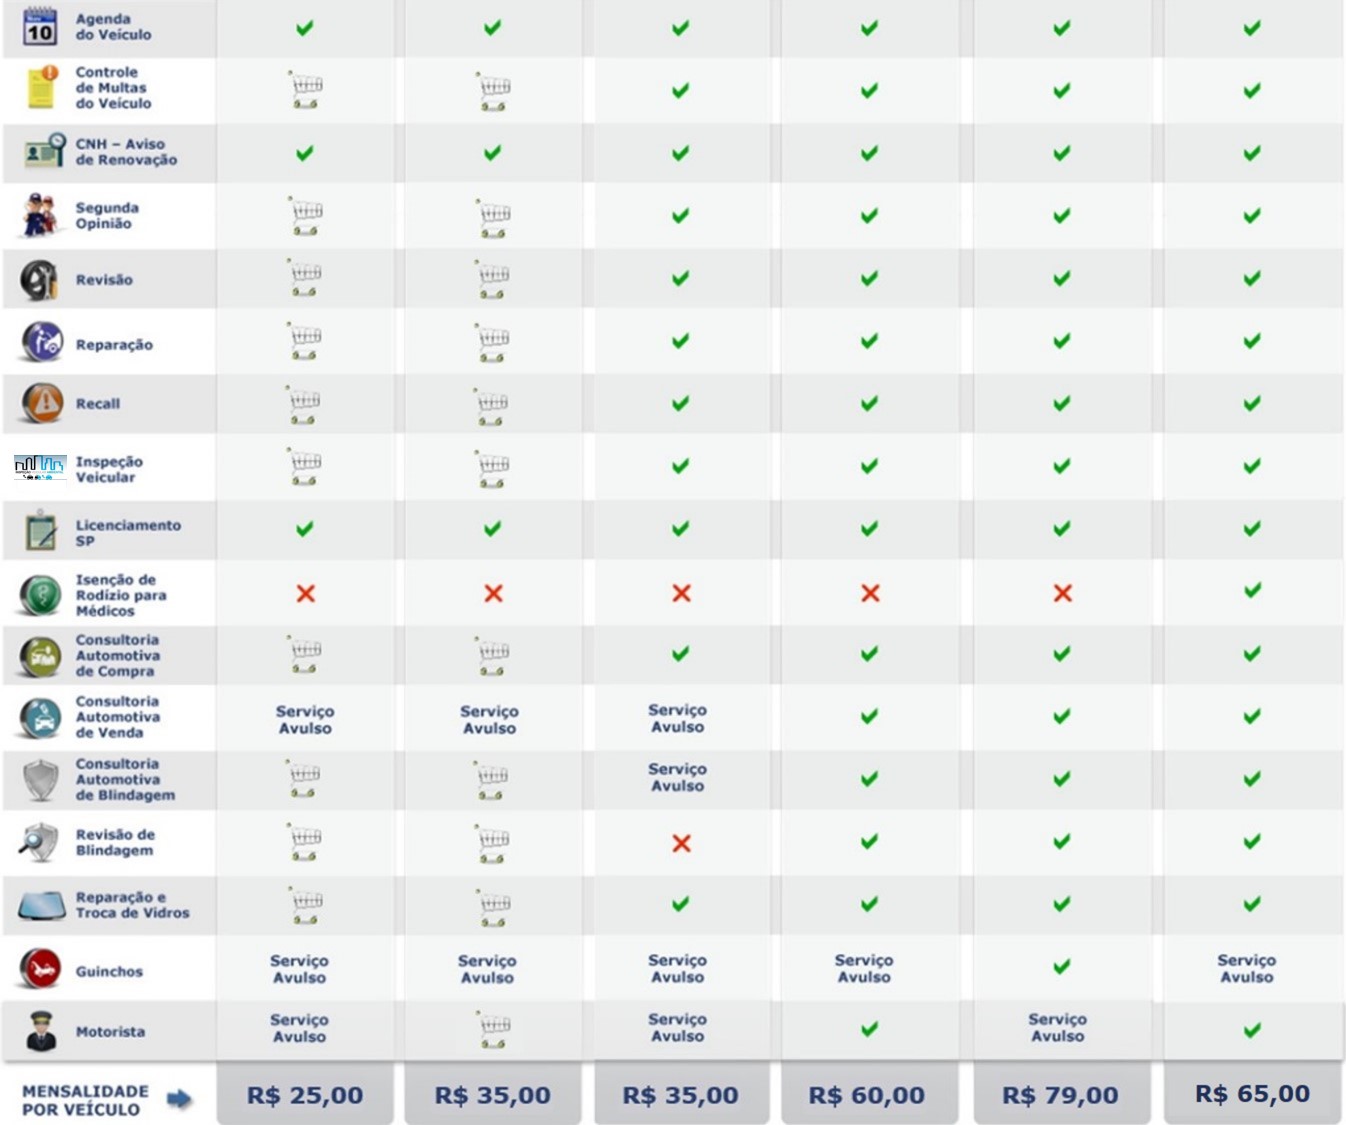 10
Agenda
do Veículo
Controle
de Multas
do Veículo
CNH – Aviso
de Renovação
Segunda
Opinião
Revisão
Reparação
Recall
Inspeção
Veicular
Licenciamento
SP
Isenção de
Rodízio para
Médicos
Consultoria
Automotiva
de Compra
Consultoria
Automotiva
de Venda
Serviço
Avulso
Serviço
Avulso
Serviço
Avulso
Consultoria
Automotiva
de Blindagem
Serviço
Avulso
Revisão de
Blindagem
Reparação e
Troca de Vidros
Guinchos
Serviço
Avulso
Serviço
Avulso
Serviço
Avulso
Serviço
Avulso
Serviço
Avulso
Motorista
Serviço
Avulso
Serviço
Avulso
Serviço
Avulso
MENSALIDADE
POR VEÍCULO
R$ 25,00
R$ 35,00
R$ 35,00
R$ 60,00
R$ 79,00
R$ 65,00